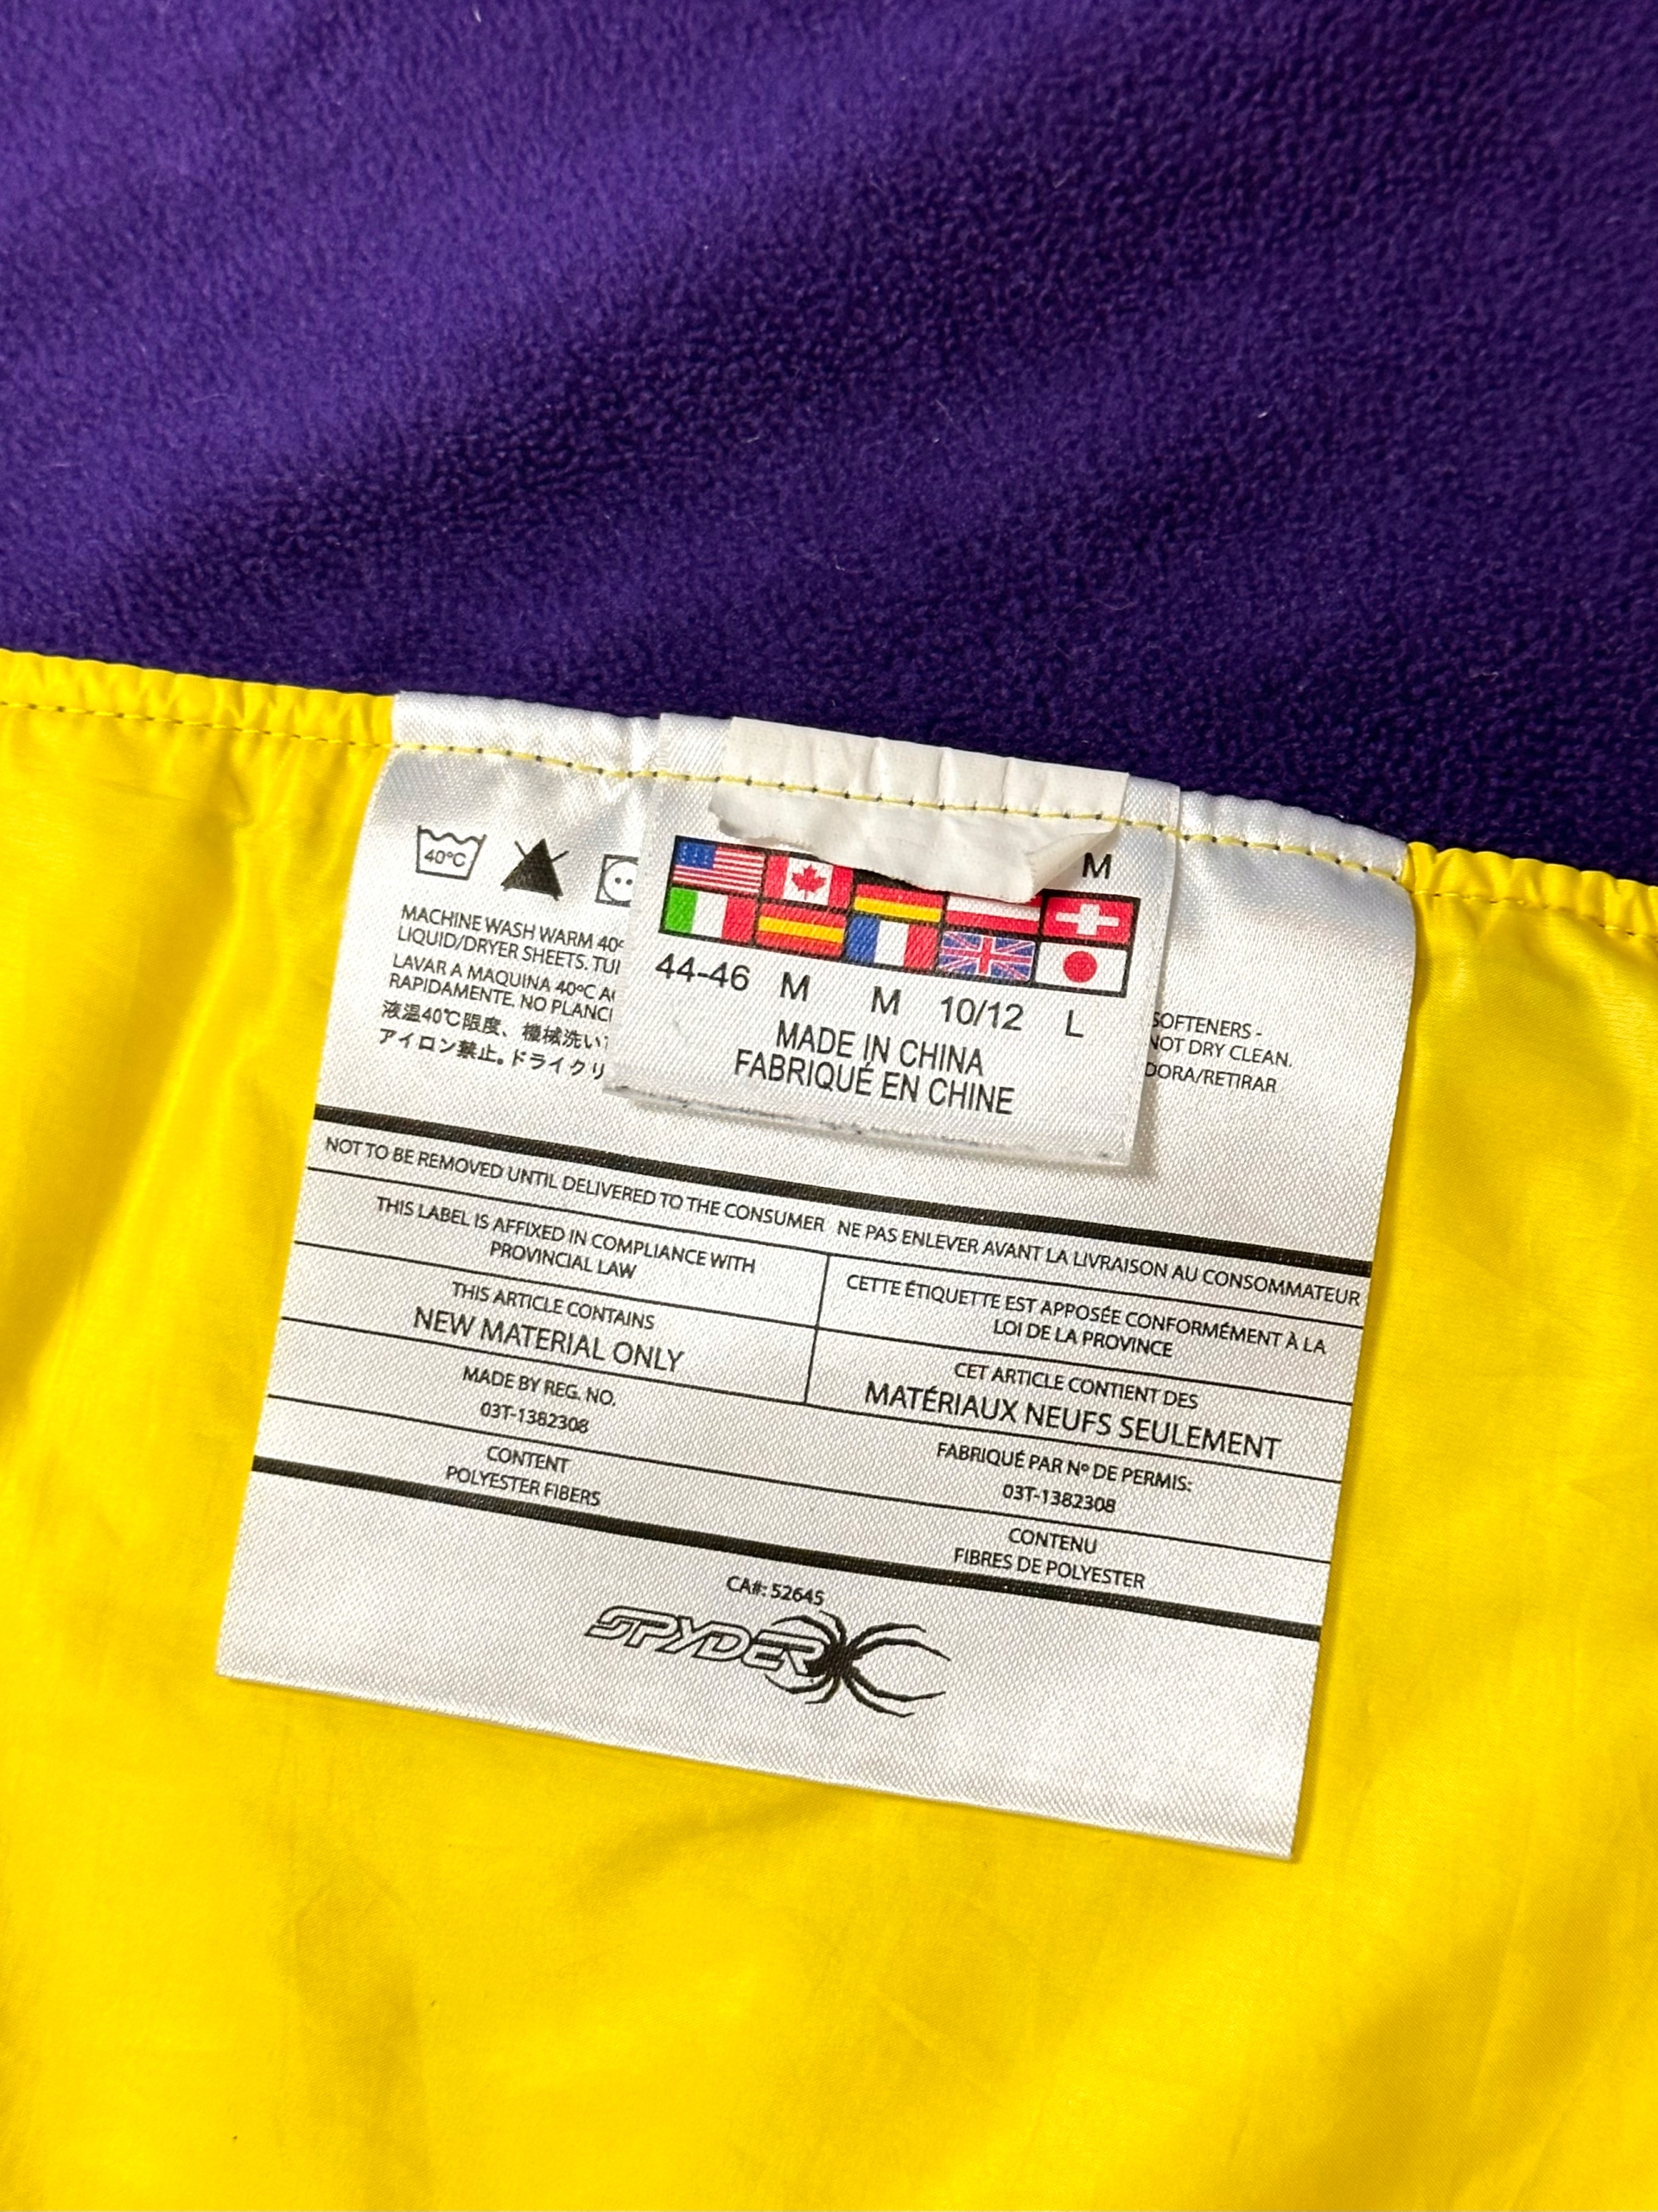 M
44-46 M M 10/12 L
MADE IN CHINA
FABRIQUÉ EN CHINE
40ºC
MACHINE WASH WARM 40º
LIQUID/DRYER SHEETS.
LAVAR A MAQUINA 40ºC
RAPIDAMENTE. NO
液温40℃限度、機械洗い
アイロン禁止。ドライクリ
SOFTENERS -
NOT DRY CLEAN.
DORA/RETIRAR
NOT TO BE REMOVED UNTIL DELIVERED TO THE CONSUMER NE PAS ENLEVER AVANT LA LIVRAISON AU CONSOMMATEUR
THIS LABEL IS AFFIXED IN COMPLIANCE WITH
PROVINCIAL LAW
CETTE ÉTIQUETTE EST APPOSÉE CONFORMÉMENT À LA
LOI DE LA PROVINCE
THIS ARTICLE CONTAINS
NEW MATERIAL ONLY
CET ARTICLE CONTIENT DES
MATÉRIAUX NEUFS SEULEMENT
MADE BY REG. NO.
03T-1382308
FABRIQUÉ PAR Nº DE PERMIS:
03T-1382308
CONTENT
POLYESTER FIBERS
CONTENU
FIBRES DE POLYESTER
CA#: 52645
SPYDER